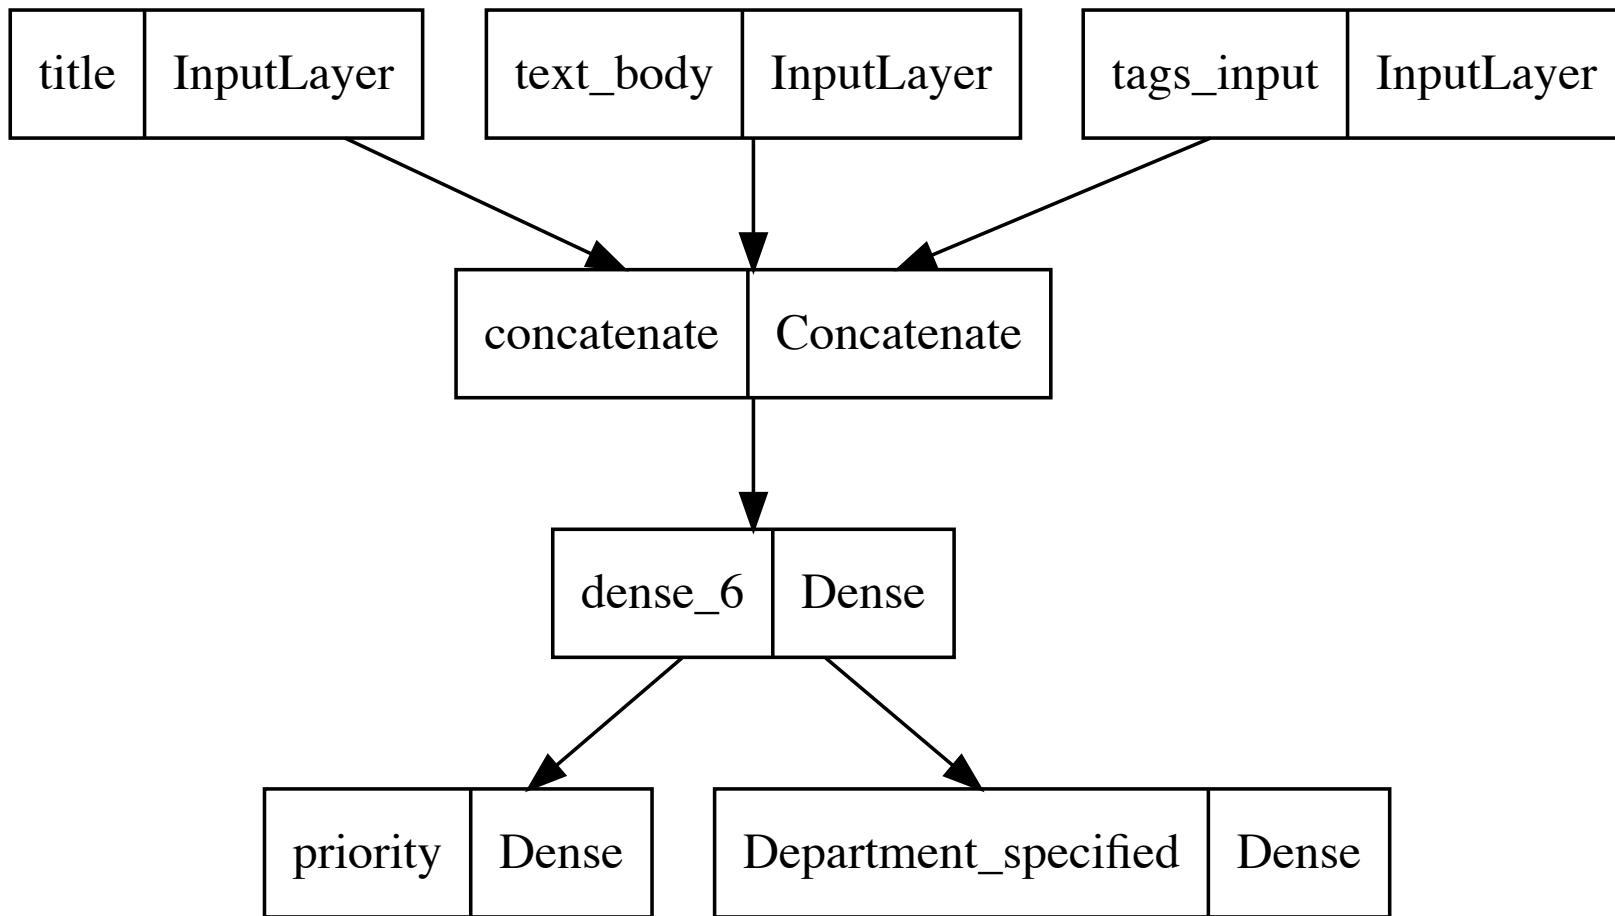 title InputLayer
text_body InputLayer
tags_input InputLayer
concatenate Concatenate
dense_6 Dense
priority Dense
Department_specified Dense